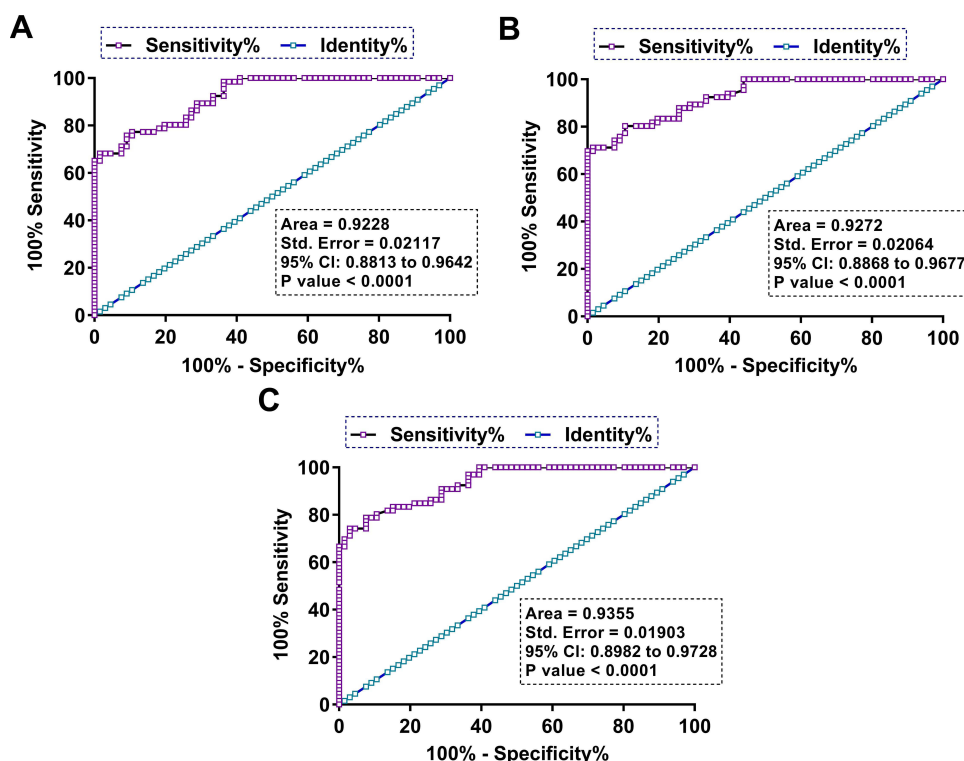 A
Sensitivity% Identity%
100
80
60
40
20
0
100% Sensitivity
Area = 0.9228
Std. Error = 0.02117
95% CI: 0.8813 to 0.9642
P value < 0.0001
0 20 40 60 80 100
100% - Specificity%
B
Sensitivity% Identity%
100
80
60
40
20
0
100% Sensitivity
Area = 0.9272
Std. Error = 0.02064
95% CI: 0.8868 to 0.9677
P value < 0.0001
0 20 40 60 80 100
100% - Specificity%
C
Sensitivity% Identity%
100
80
60
40
20
0
100% Sensitivity
Area = 0.9355
Std. Error = 0.01903
95% CI: 0.8982 to 0.9728
P value < 0.0001
0 20 40 60 80 100
100% - Specificity%